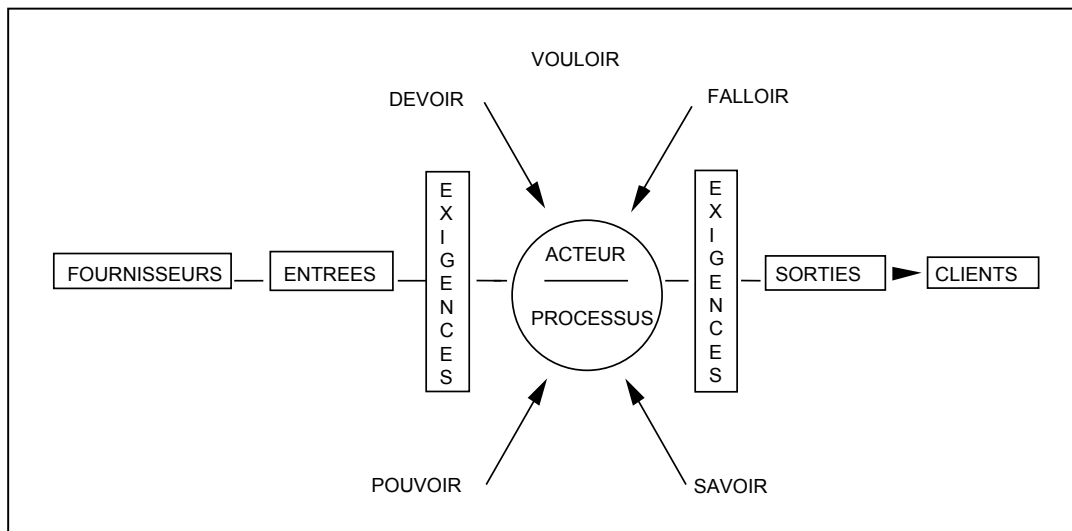 VOULOIR
DEVOIR
FALLOIR
FOURNISSEURS
ENTREES
EXIGENCES
ACTEUR
PROCESSUS
EXIGENCES
SORTIES
CLIENTS
POUVOIR
SAVOIR